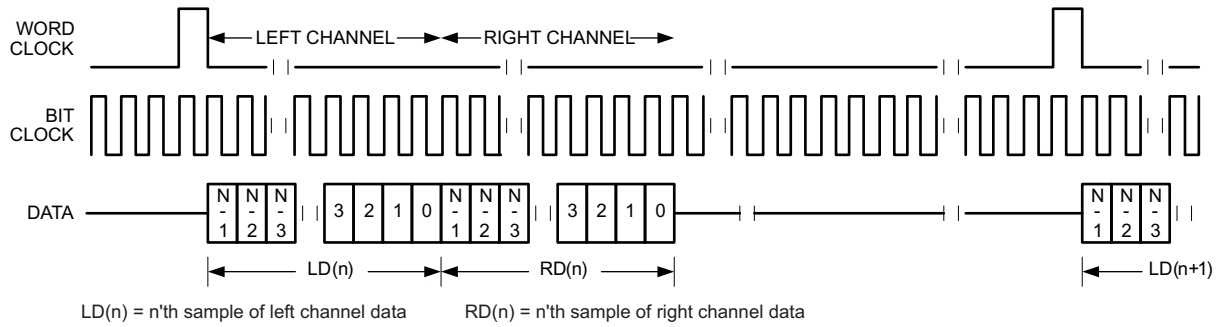 WORD
CLOCK
LEFT CHANNEL
RIGHT CHANNEL
BIT
CLOCK
DATA
N-1 N-2 N-3 3 2 1 0 N-1 N-2 N-3 3 2 1 0 N-1 N-2 N-3
LD(n) RD(n) LD(n+1)
LD(n) = n'th sample of left channel data RD(n) = n'th sample of right channel data